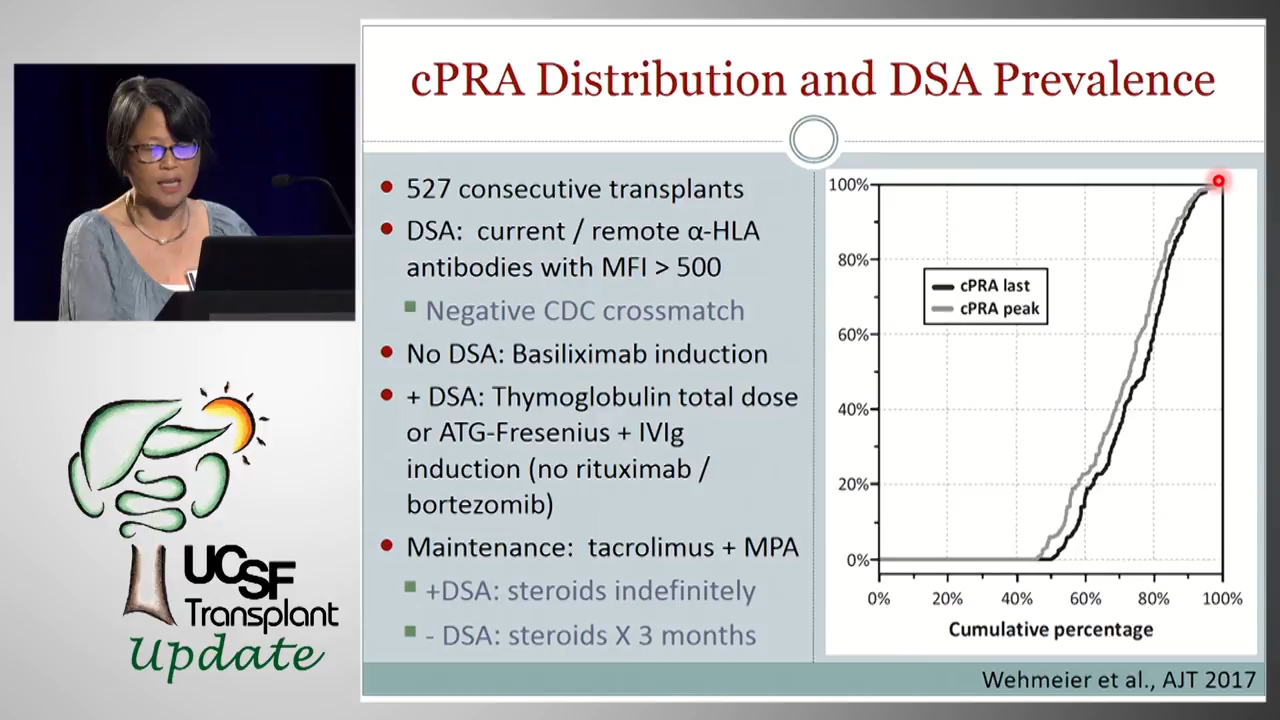 cPRA Distribution and DSA Prevalence
527 consecutive transplants
DSA: current / remote α-HLA
antibodies with MFI > 500
Negative CDC crossmatch
No DSA: Basiliximab induction
+ DSA: Thymoglobulin total dose
or ATG-Fresenius + IVIg
induction (no rituximab /
bortezomib)
Maintenance: tacrolimus + MPA
+DSA: steroids indefinitely
- DSA: steroids X 3 months
100%
80%
60%
40%
20%
0%
cPRA last
cPRA peak
0% 20% 40% 60% 80% 100%
Cumulative percentage
Wehmeier et al., AJT 2017
UCSF
Transplant
Update